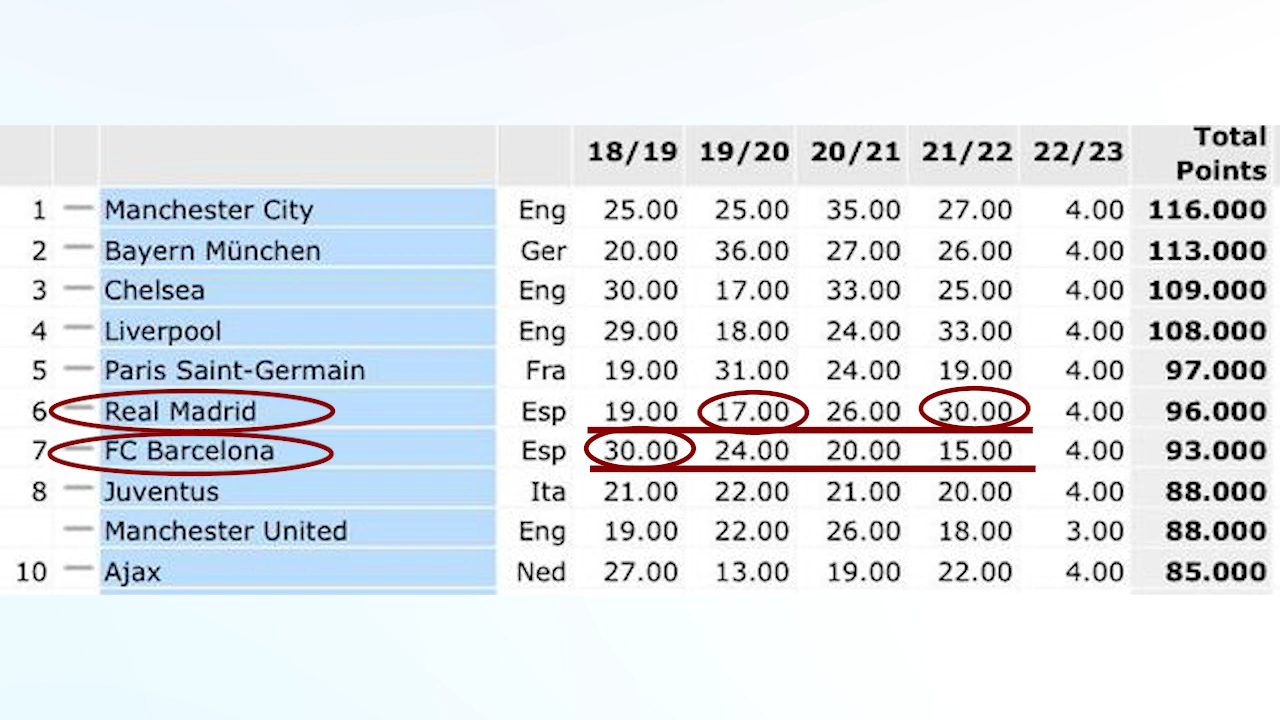 18/19 19/20 20/21 21/22 22/23 Total Points
1 Manchester City Eng 25.00 25.00 35.00 27.00 4.00 116.000
2 Bayern München Ger 20.00 36.00 27.00 26.00 4.00 113.000
3 Chelsea Eng 30.00 17.00 33.00 25.00 4.00 109.000
4 Liverpool Eng 29.00 18.00 24.00 33.00 4.00 108.000
5 Paris Saint-Germain Fra 19.00 31.00 24.00 19.00 4.00 97.000
6 Real Madrid Esp 19.00 17.00 26.00 30.00 4.00 96.000
7 FC Barcelona Esp 30.00 24.00 20.00 15.00 4.00 93.000
8 Juventus Ita 21.00 22.00 21.00 20.00 4.00 88.000
Manchester United Eng 19.00 22.00 26.00 18.00 3.00 88.000
10 Ajax Ned 27.00 13.00 19.00 22.00 4.00 85.000